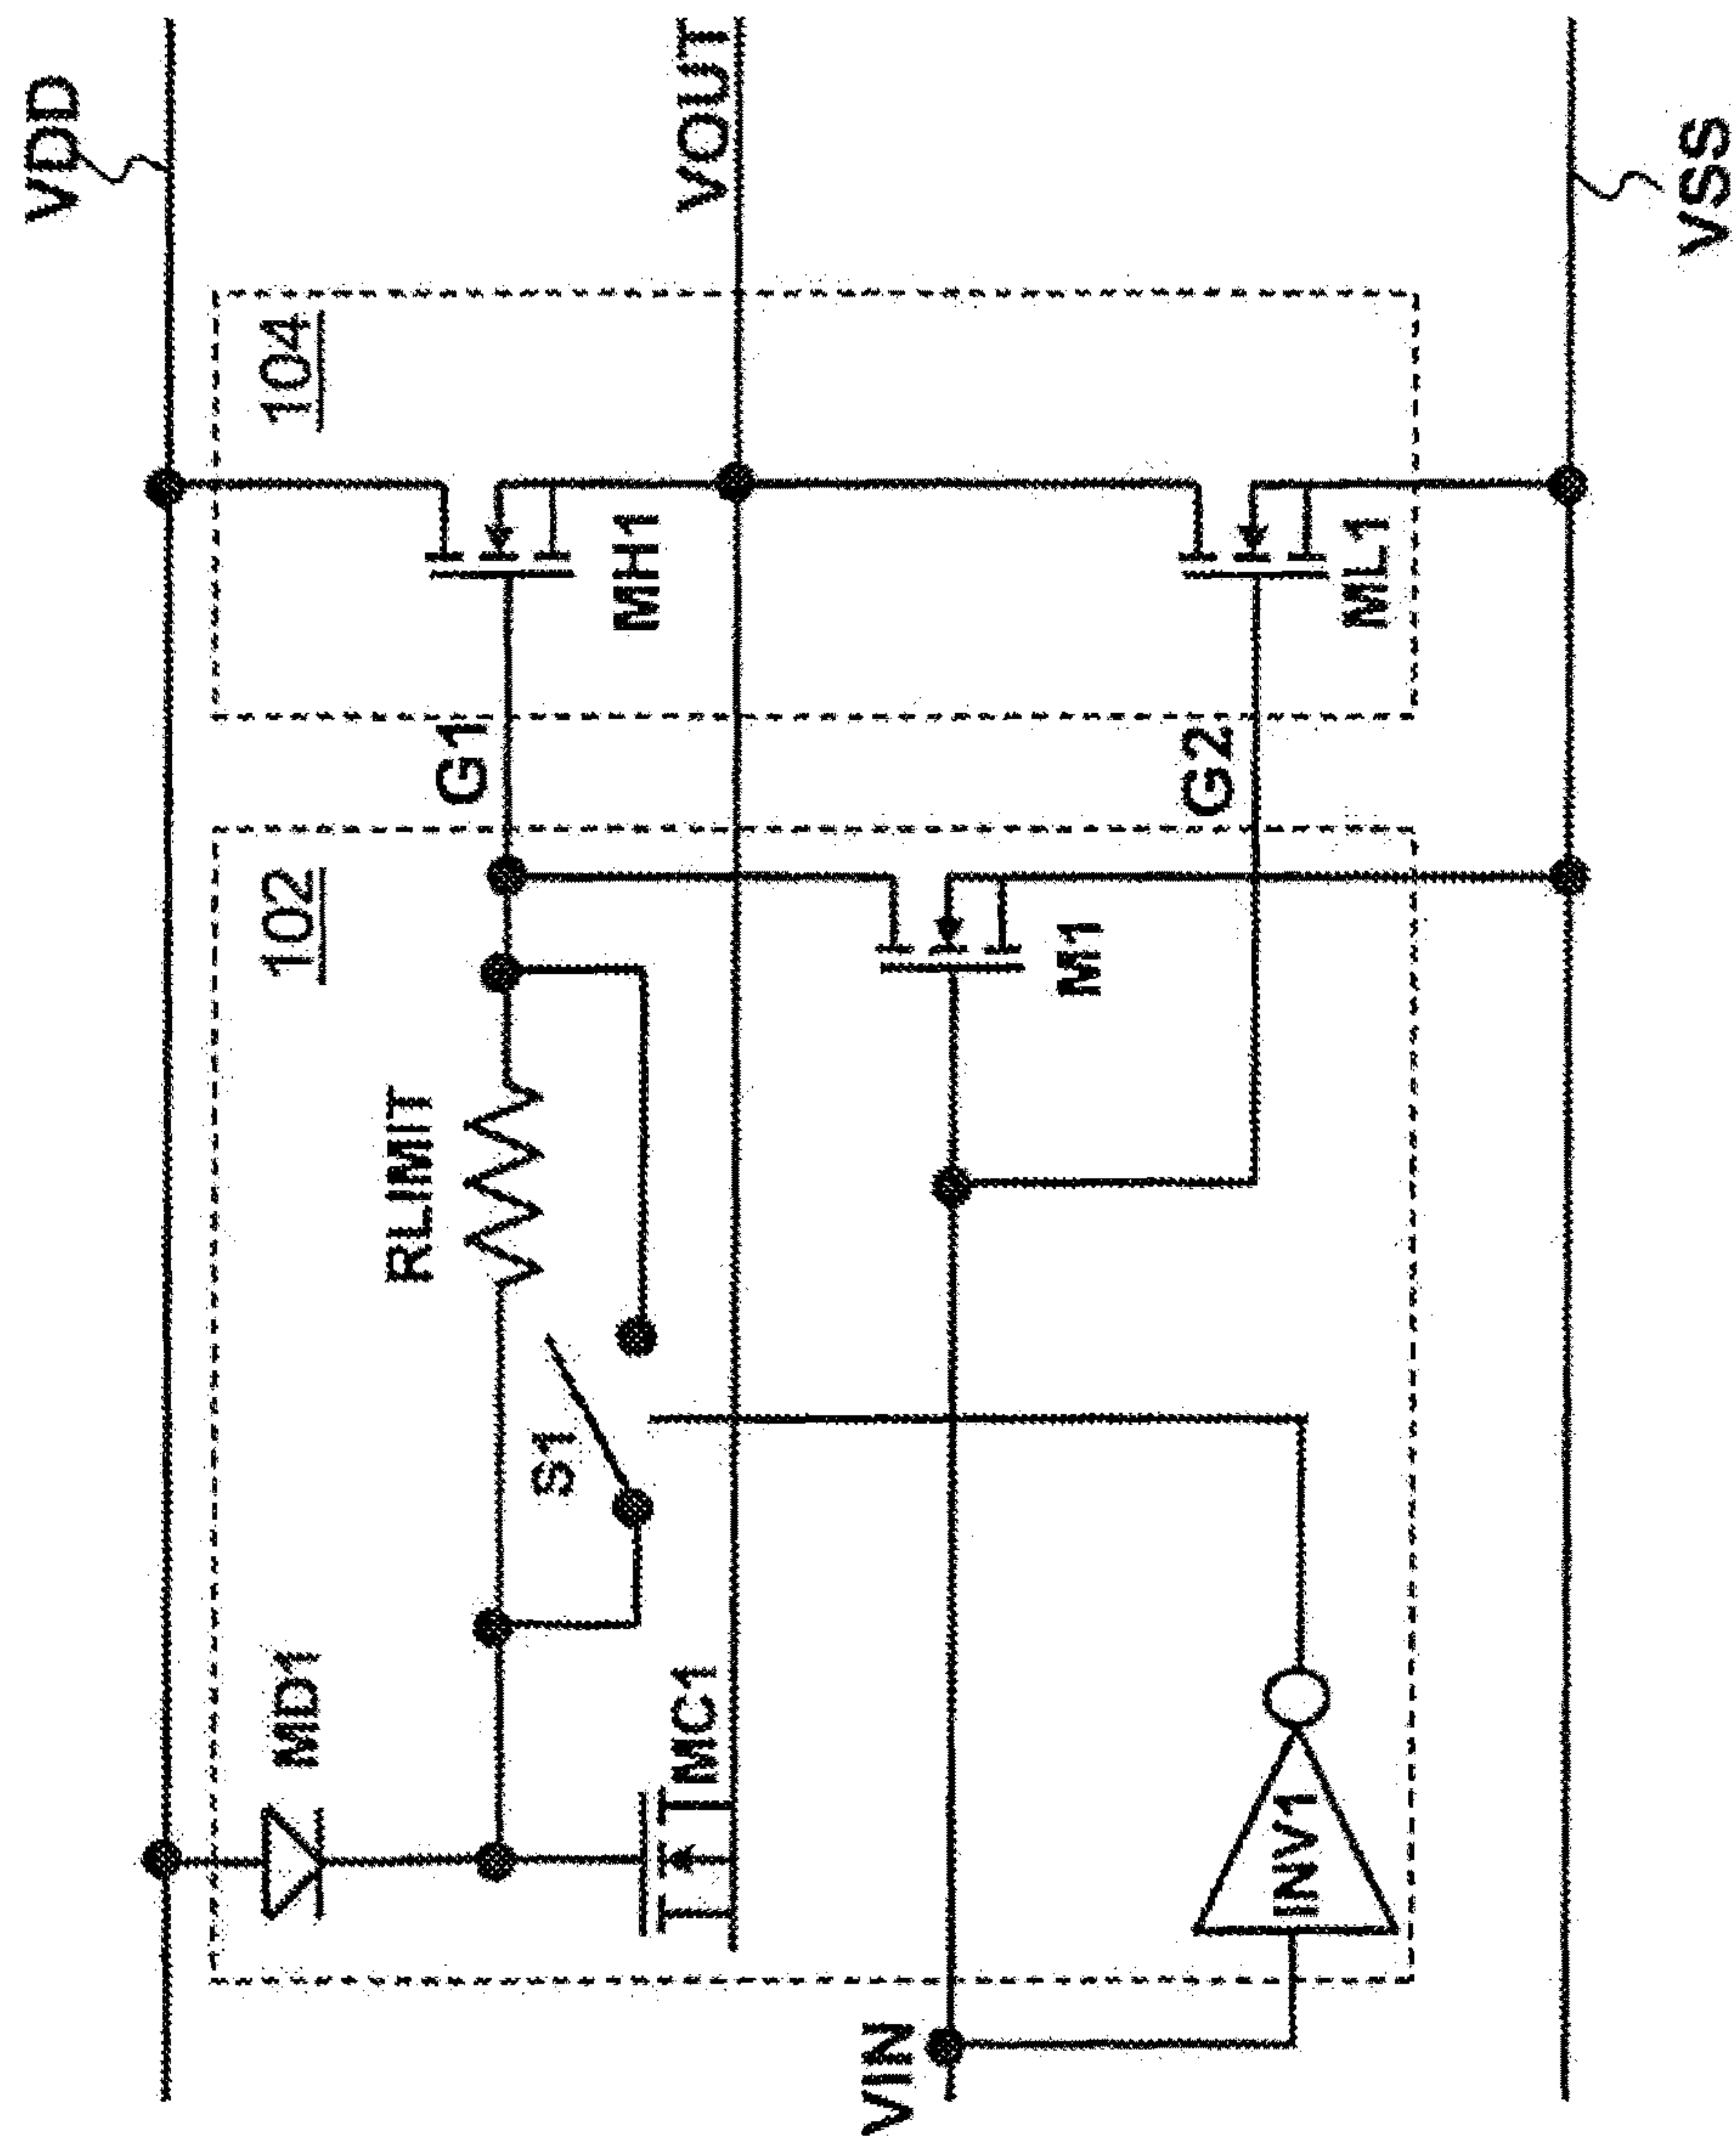 VDD
102
104
MD1
RLIMIT
G1
S1
MH1
MC1
VOUT
VIN
M1
G2
INV1
ML1
VSS